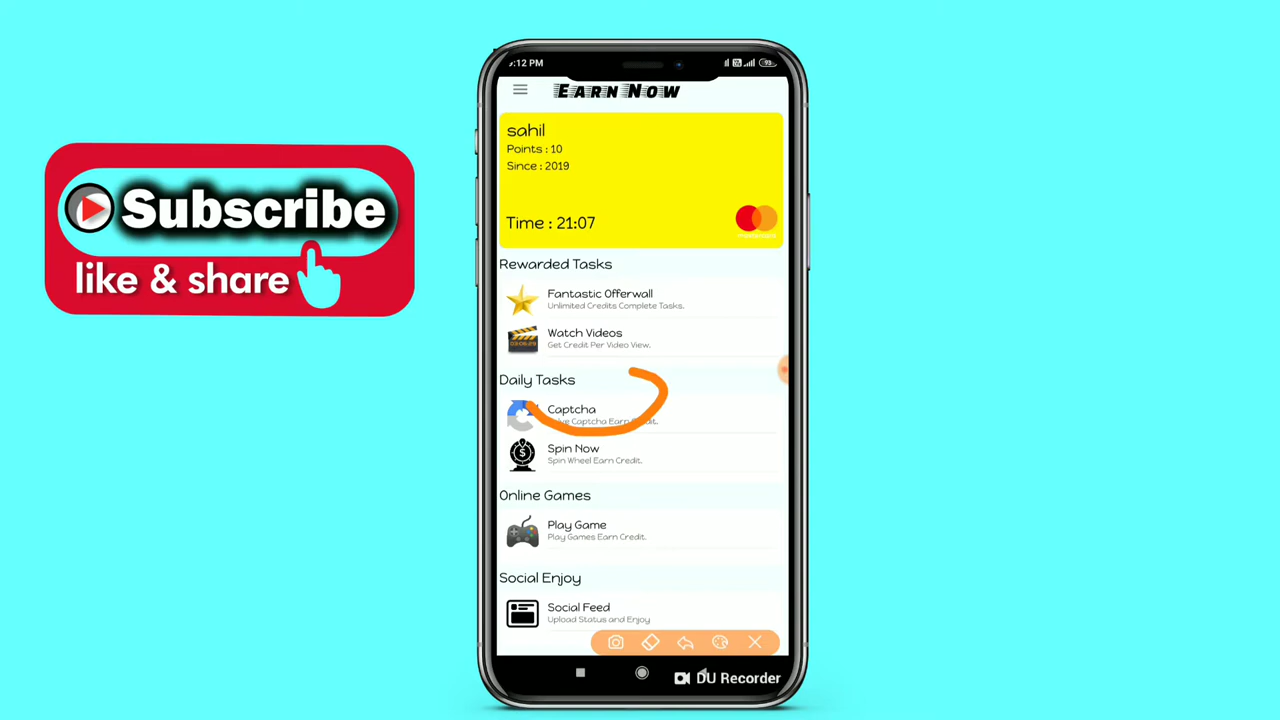 Subscribe
like & share
:12 PM
93
EARN NOW
sahil
Points : 10
Since : 2019
Time : 21:07
Rewarded Tasks
Fantastic Offerwall
Unlimited Credits Complete Tasks.
Watch Videos
Get Credit Per Video View.
Daily Tasks
Captcha
Captcha Earn
Spin Now
Spin Wheel Earn Credit.
Online Games
Play Game
Play Games Earn Credit.
Social Enjoy
Social Feed
Upload Status and Enjoy
DU Recorder